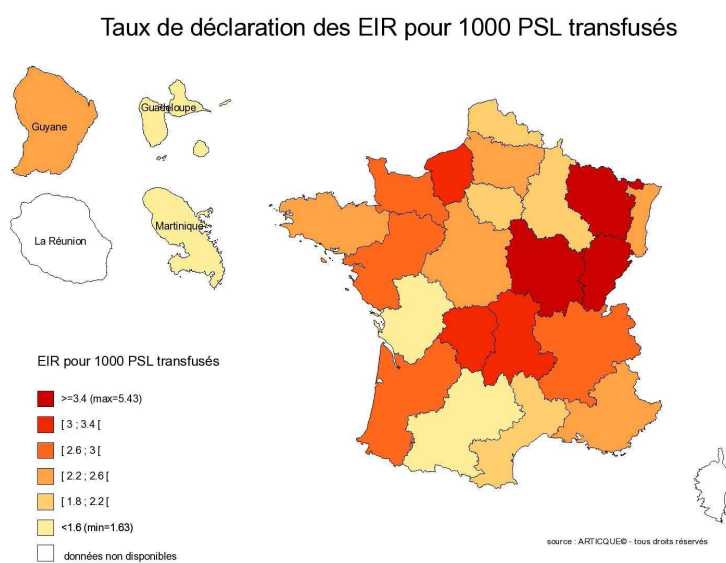 Taux de déclaration des EIR pour 1000 PSL transfusés
Guyane
Guadeloupe
La Réunion
Martinique
EIR pour 1000 PSL transfusés
>=3.4 (max=5.43)
[ 3 ; 3.4 [
[ 2.6 ; 3 [
[ 2.2 ; 2.6 [
[ 1.8 ; 2.2 [
<1.6 (min=1.63)
données non disponibles
source : ARTICQUE© - tous droits réservés